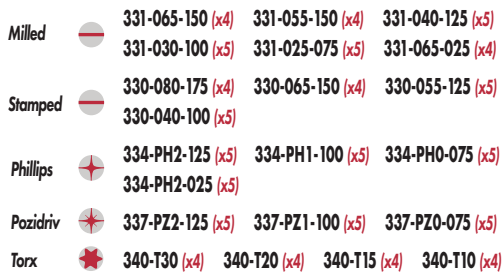 Milled 331-065-150 (x4) 331-055-150 (x4) 331-040-125 (x5)
331-030-100 (x5) 331-025-075 (x5) 331-065-025 (x4)
Stamped 330-080-175 (x4) 330-065-150 (x4) 330-055-125 (x5)
330-040-100 (x5)
Phillips 334-PH2-125 (x5) 334-PH1-100 (x5) 334-PH0-075 (x5)
334-PH2-025 (x5)
Pozidriv 337-PZ2-125 (x5) 337-PZ1-100 (x5) 337-PZ0-075 (x5)
Torx 340-T30 (x4) 340-T20 (x4) 340-T15 (x4) 340-T10 (x4)